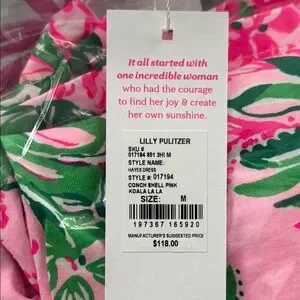 It all started with
one incredible woman
who had the courage
to find her joy & create
her own sunshine.
LILLY PULITZER
SKU #
017194 651 3HI M
STYLE NAME:
HAYES DRESS
STYLE #: 017194
CONCH SHELL PINK
KOALA LA LA
SIZE: M
197367 165920
MANUFACTURER'S SUGGESTED PRICE
$118.00